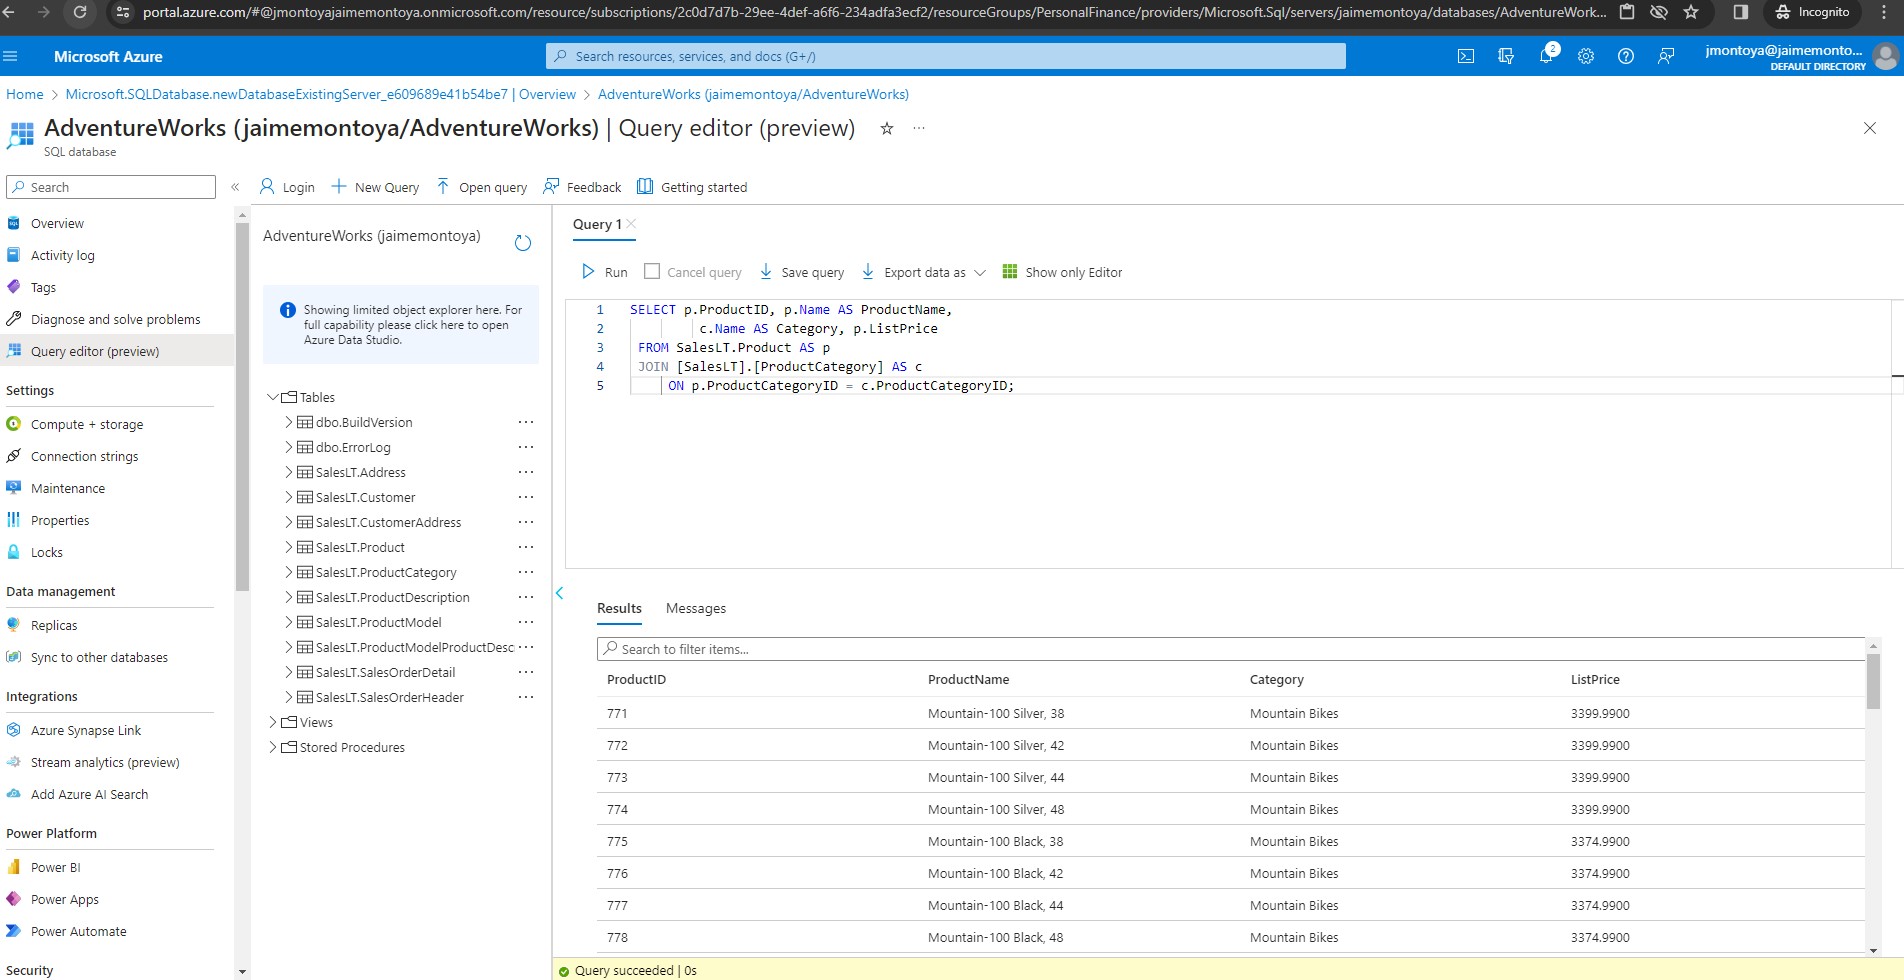 portal.azure.com/#@jmontoyajaimemontoya.onmicrosoft.com/resource/subscriptions/2c0d7d7b-29ee-4def-a6f6-234adfa3ecf2/resourceGroups/PersonalFinance/providers/Microsoft.Sql/servers/jaimemontoya/databases/AdventureWork...
Incognito
Microsoft Azure
Search resources, services, and docs (G+/)
2
jmontoya@jaimemonto...
DEFAULT DIRECTORY
Home > Microsoft.SQLDatabase.newDatabaseExistingServer_e609689e41b54be7 | Overview > AdventureWorks (jaimemontoya/AdventureWorks)
AdventureWorks (jaimemontoya/AdventureWorks) | Query editor (preview)
SQL database
Search
Overview
Activity log
Tags
Diagnose and solve problems
Query editor (preview)
Settings
Compute + storage
Connection strings
Maintenance
Properties
Locks
Data management
Replicas
Sync to other databases
Integrations
Azure Synapse Link
Stream analytics (preview)
Add Azure AI Search
Power Platform
Power BI
Power Apps
Power Automate
Security
Login
New Query
Open query
Feedback
Getting started
AdventureWorks (jaimemontoya)
Showing limited object explorer here. For
full capability please click here to open
Azure Data Studio.
Tables
dbo.BuildVersion
dbo.ErrorLog
SalesLT.Address
SalesLT.Customer
SalesLT.CustomerAddress
SalesLT.Product
SalesLT.ProductCategory
SalesLT.ProductDescription
SalesLT.ProductModel
SalesLT.ProductModelProductDesc
SalesLT.SalesOrderDetail
SalesLT.SalesOrderHeader
Views
Stored Procedures
Query 1
Run
Cancel query
Save query
Export data as
Show only Editor
1 SELECT p.ProductID, p.Name AS ProductName,
2 c.Name AS Category, p.ListPrice
3 FROM SalesLT.Product AS p
4 JOIN [SalesLT].[ProductCategory] AS c
5 ON p.ProductCategoryID = c.ProductCategoryID;
Results
Messages
Search to filter items...
ProductID ProductName Category ListPrice
771 Mountain-100 Silver, 38 Mountain Bikes 3399.9900
772 Mountain-100 Silver, 42 Mountain Bikes 3399.9900
773 Mountain-100 Silver, 44 Mountain Bikes 3399.9900
774 Mountain-100 Silver, 48 Mountain Bikes 3399.9900
775 Mountain-100 Black, 38 Mountain Bikes 3374.9900
776 Mountain-100 Black, 42 Mountain Bikes 3374.9900
777 Mountain-100 Black, 44 Mountain Bikes 3374.9900
778 Mountain-100 Black, 48 Mountain Bikes 3374.9900
Query succeeded | 0s